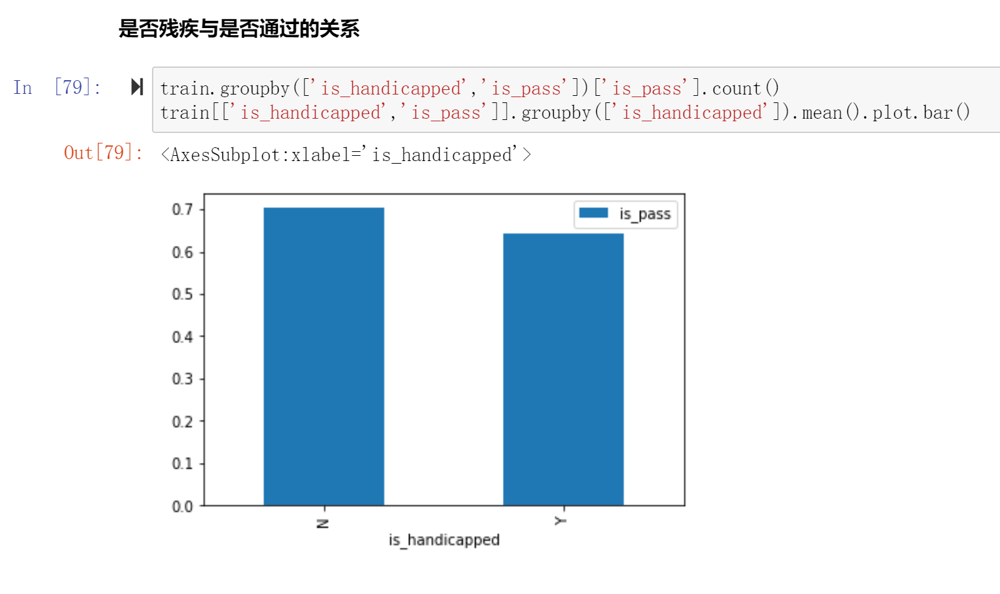 是否残疾与是否通过的关系
In [79]:
train.groupby(['is_handicapped','is_pass'])['is_pass'].count()
train[['is_handicapped','is_pass']].groupby(['is_handicapped']).mean().plot.bar()
Out[79]:
<AxesSubplot:xlabel='is_handicapped'>
is_pass
0.7
0.6
0.5
0.4
0.3
0.2
0.1
0.0
N
Y
is_handicapped